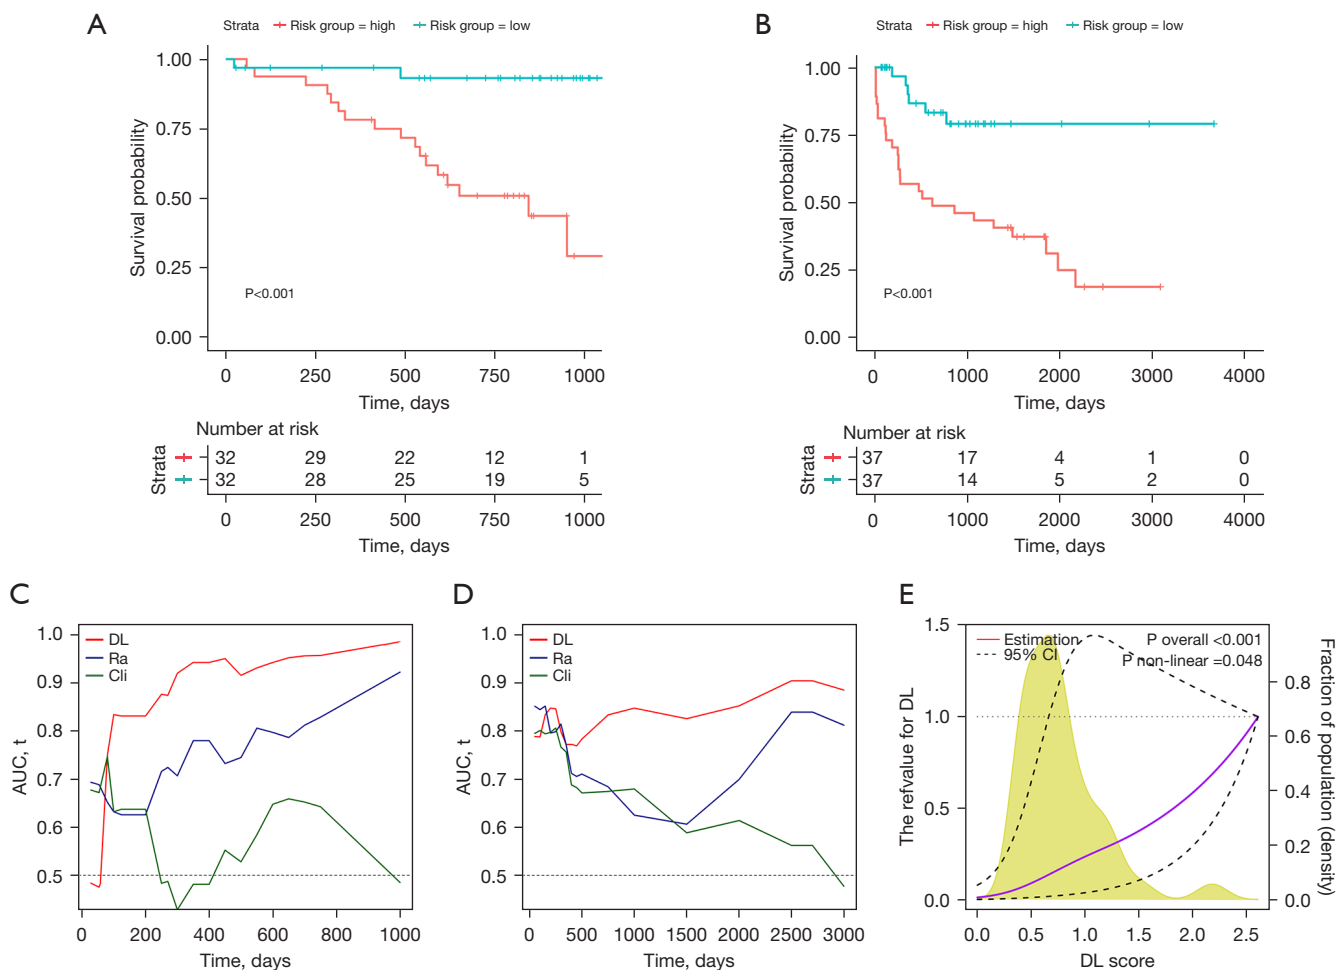 A
Strata Risk group = high Risk group = low
Survival probability
1.00
0.75
0.50
0.25
0.00
P<0.001
0 250 500 750 1000
Time, days
Number at risk
Strata
32 29 22 12 1
32 28 25 19 5
0 250 500 750 1000
Time, days
B
Strata Risk group = high Risk group = low
Survival probability
1.00
0.75
0.50
0.25
0.00
P<0.001
0 1000 2000 3000 4000
Time, days
Number at risk
Strata
37 17 4 1 0
37 14 5 2 0
0 1000 2000 3000 4000
Time, days
C
AUC, t
1.0
0.9
0.8
0.7
0.6
0.5
DL
Ra
Cli
0 200 400 600 800 1000
Time, days
D
AUC, t
1.0
0.9
0.8
0.7
0.6
0.5
DL
Ra
Cli
0 500 1000 1500 2000 2500 3000
Time, days
E
The refvalue for DL
1.5
1.0
0.5
0.0
Estimation
95% CI
P overall <0.001
P non-linear =0.048
0.8
0.6
0.4
0.2
0.0
Fraction of population (density)
0.0 0.5 1.0 1.5 2.0 2.5
DL score